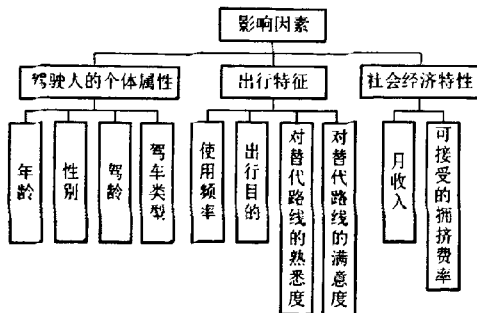 影响因素
驾驶人的个体属性
出行特征
社会经济特性
年龄
性别
驾龄
驾车类型
使用频率
出行目的
对替代路线的熟悉度
对替代路线的满意度
月收入
可接受的拥挤费率